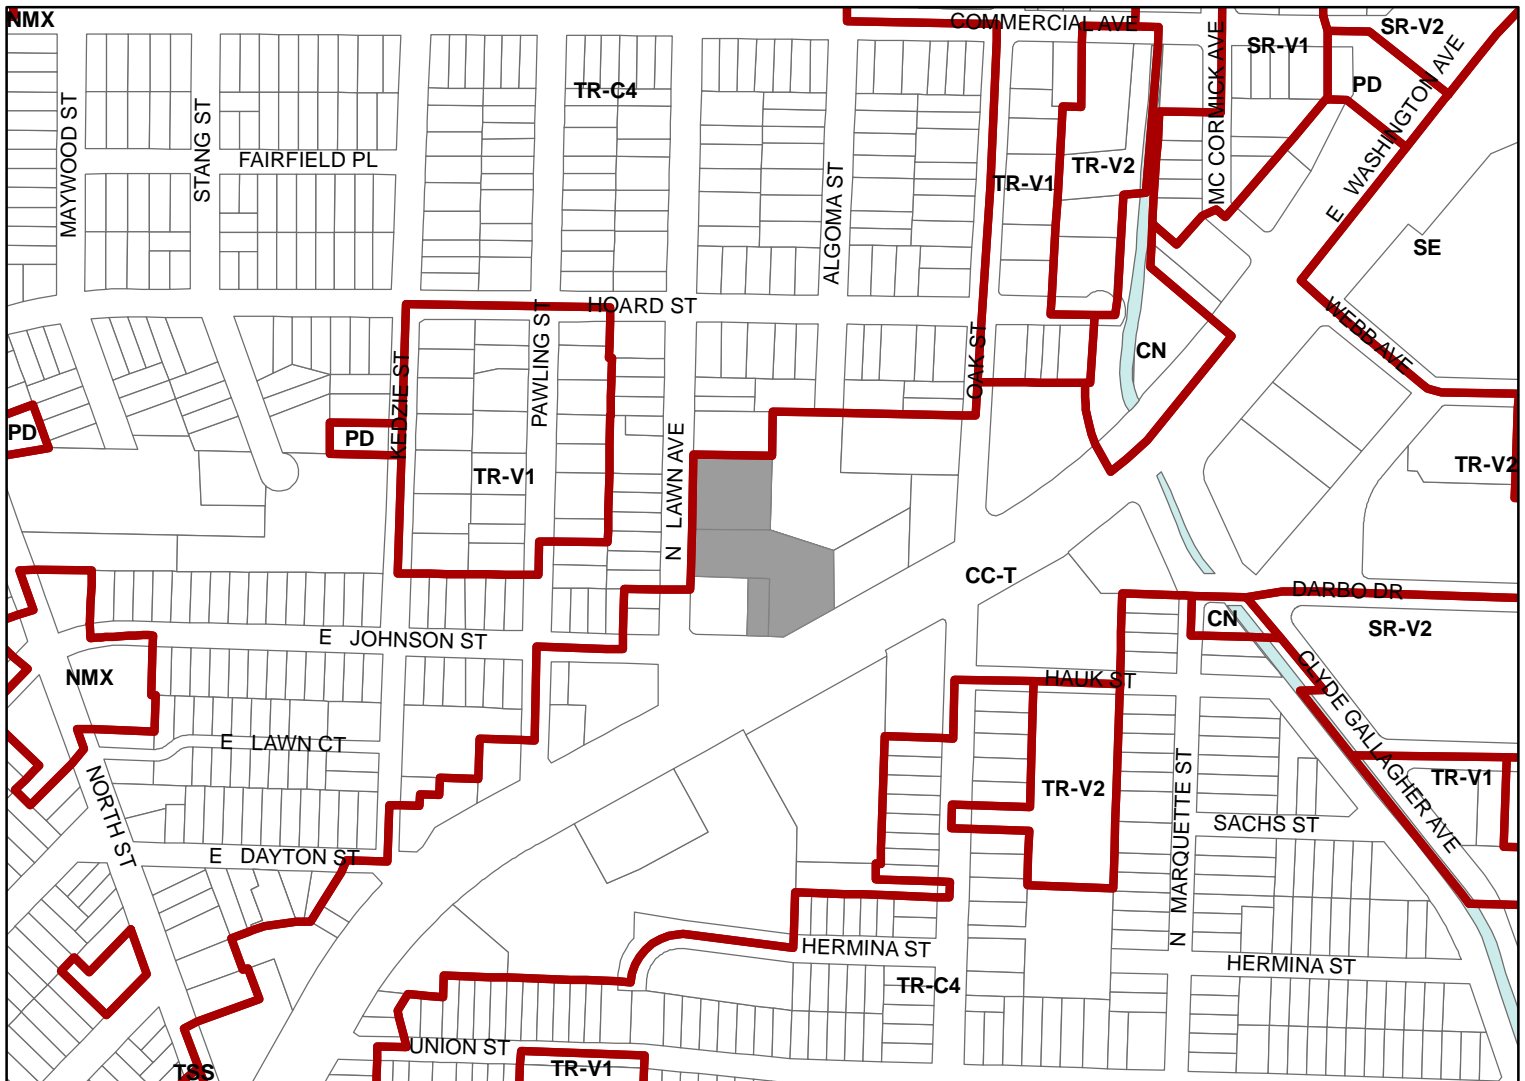 NMX
COMMERCIAL AVE
SR-V2
SR-V1
PD
TR-C4
MAYWOOD ST
STANG ST
FAIRFIELD PL
ALGOMA ST
TR-V1
TR-V2
MC CORMICK AVE
E WASHINGTON AVE
SE
HOARD ST
PAWLING ST
KEDZIE ST
OAK ST
CN
WEBB AVE
PD
PD
TR-V1
N LAWN AVE
TR-V2
CC-T
DARBO DR
E JOHNSON ST
CN
SR-V2
NMX
HAUK ST
CLYDE GALLAGHER AVE
E LAWN CT
NORTH ST
TR-V2
N MARQUETTE ST
TR-V1
SACHS ST
E DAYTON ST
HERMINA ST
HERMINA ST
TR-C4
UNION ST
TR-V1
TSS